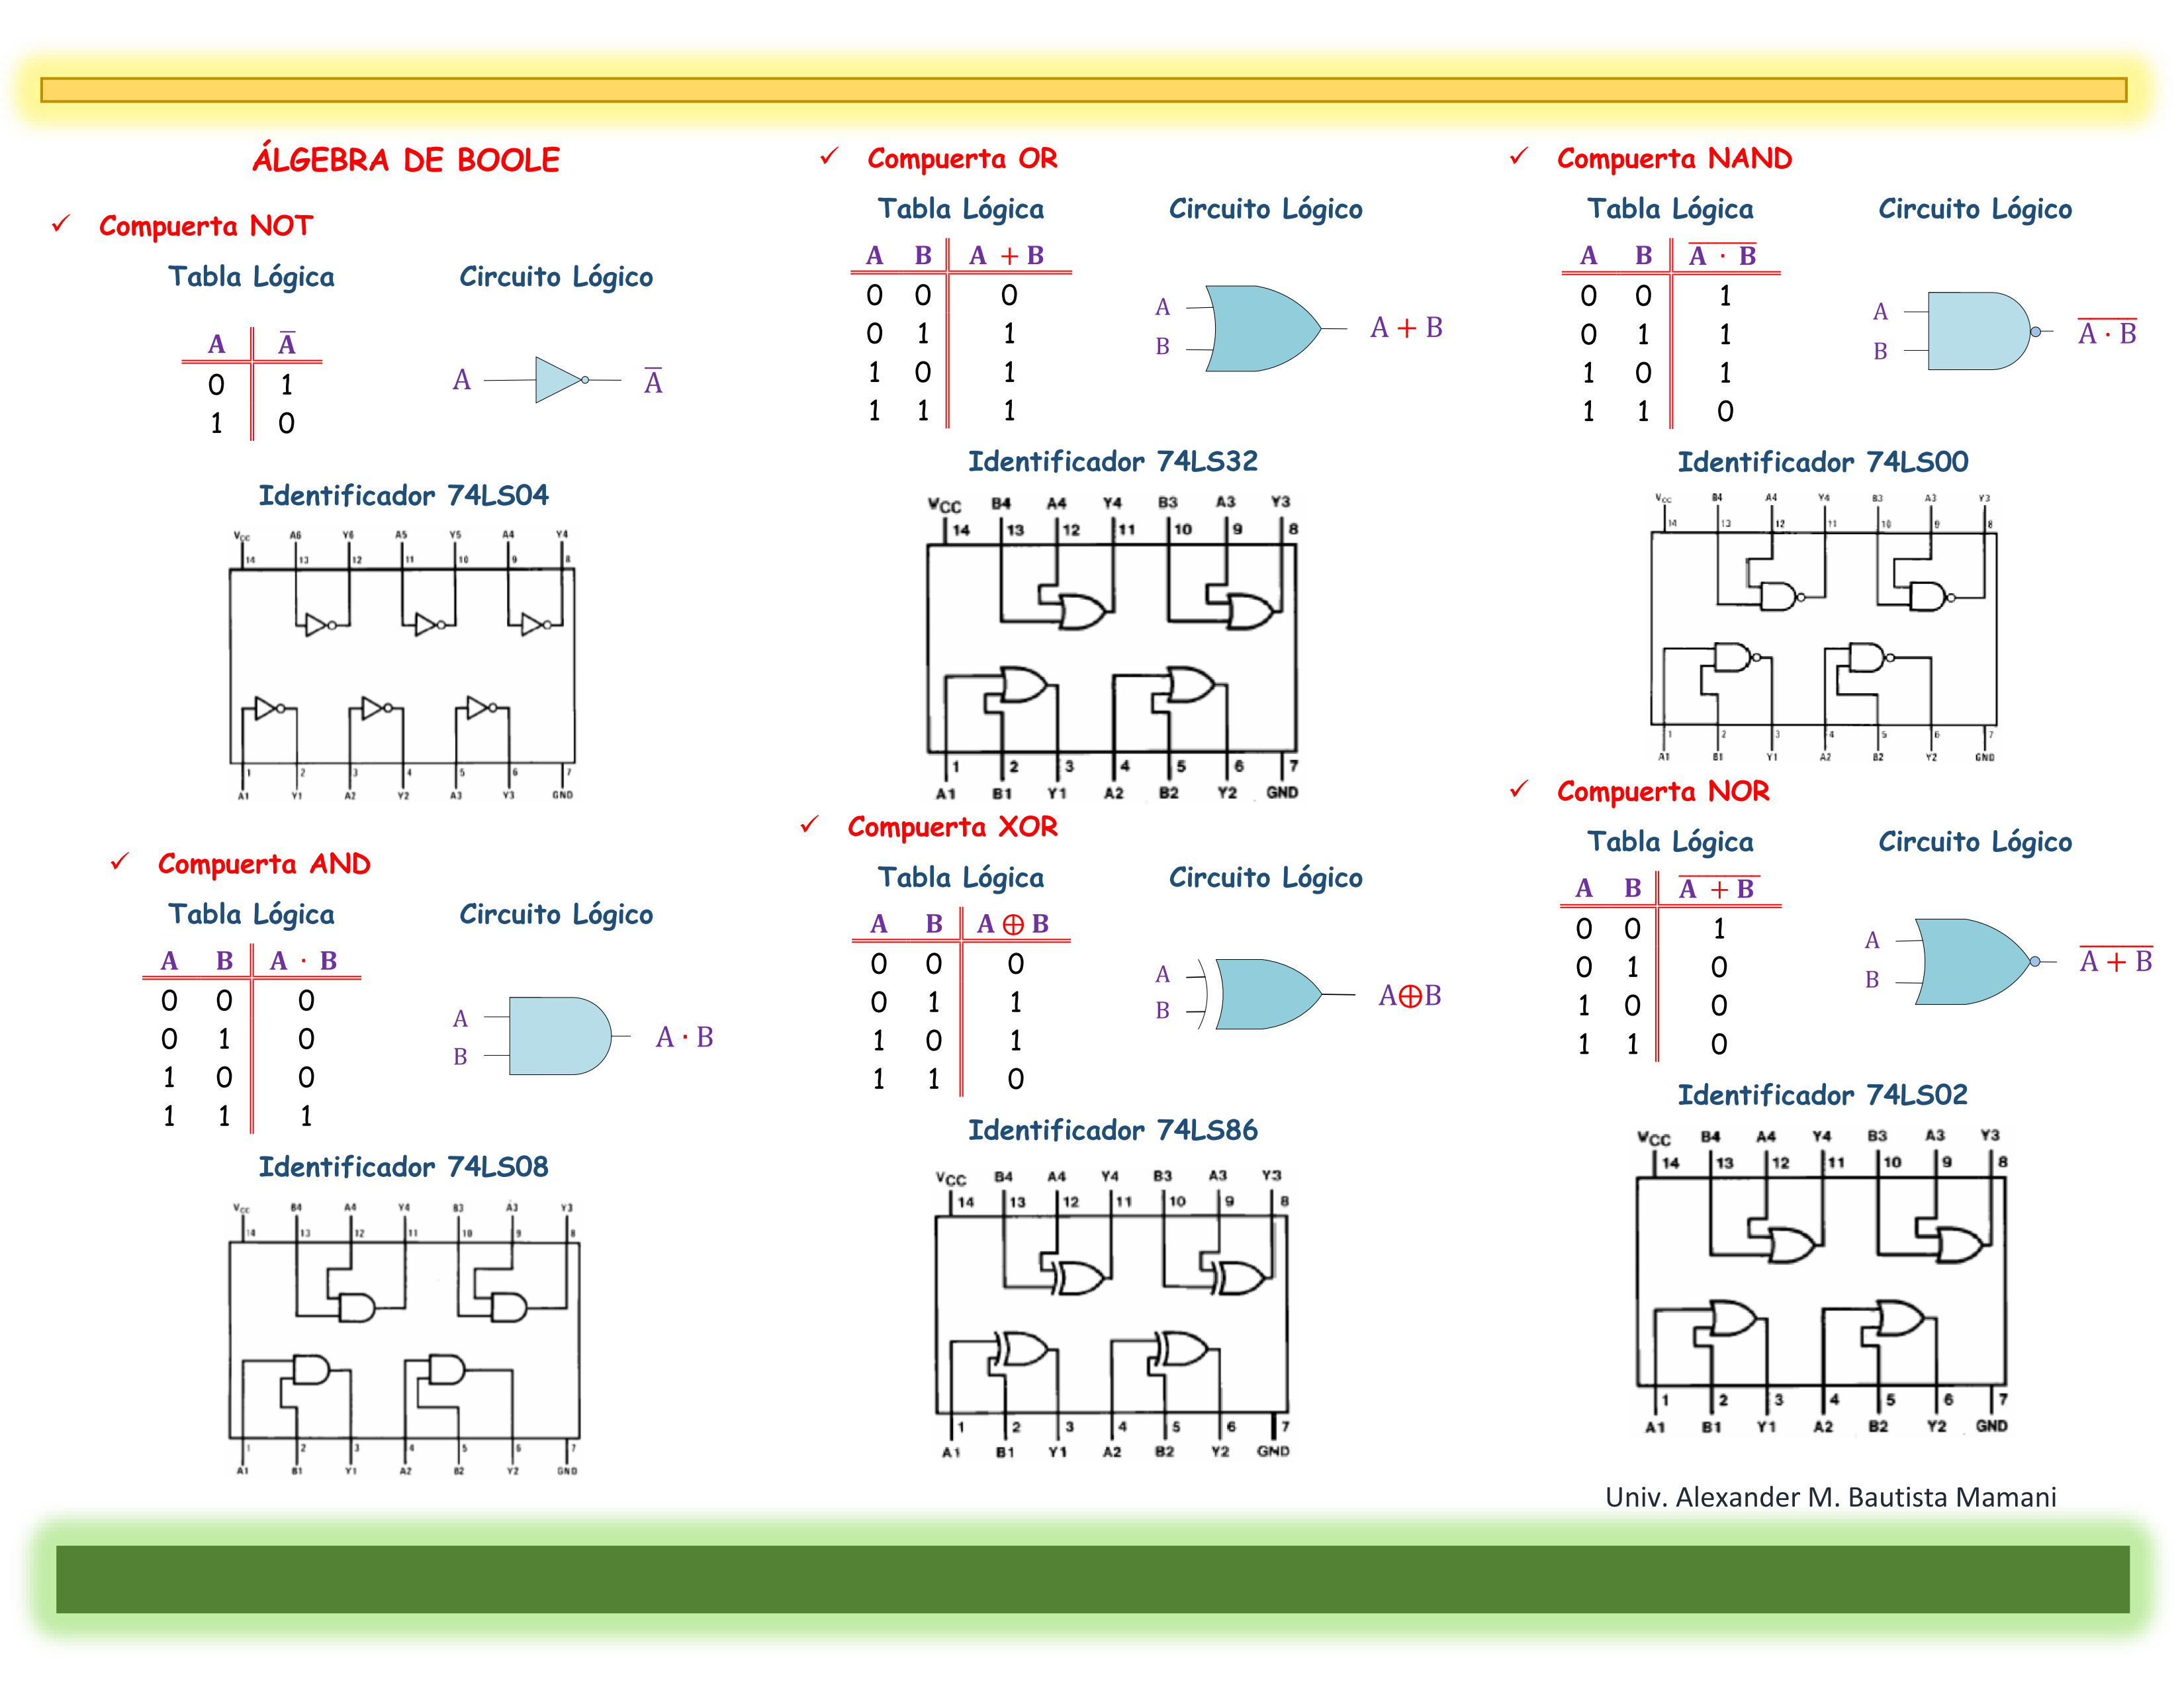 ÁLGEBRA DE BOOLE
✓ Compuerta NOT
Tabla Lógica Circuito Lógico
A A̅
0 1
1 0
A A̅
Identificador 74LS04
VCC A6 Y6 A5 Y5 A4 Y4
14 13 12 11 10 9 8
1 2 3 4 5 6 7
A1 Y1 A2 Y2 A3 Y3 GND
✓ Compuerta AND
Tabla Lógica Circuito Lógico
A B A · B
0 0 0
0 1 0
1 0 0
1 1 1
A
B
A · B
Identificador 74LS08
VCC B4 A4 Y4 B3 A3 Y3
14 13 12 11 10 9 8
1 2 3 4 5 6 7
A1 B1 Y1 A2 B2 Y2 GND
✓ Compuerta OR
Tabla Lógica Circuito Lógico
A B A + B
0 0 0
0 1 1
1 0 1
1 1 1
A
B
A + B
Identificador 74LS32
VCC B4 A4 Y4 B3 A3 Y3
14 13 12 11 10 9 8
1 2 3 4 5 6 7
A1 B1 Y1 A2 B2 Y2 GND
✓ Compuerta XOR
Tabla Lógica Circuito Lógico
A B A ⊕ B
0 0 0
0 1 1
1 0 1
1 1 0
A
B
A⊕B
Identificador 74LS86
VCC B4 A4 Y4 B3 A3 Y3
14 13 12 11 10 9 8
1 2 3 4 5 6 7
A1 B1 Y1 A2 B2 Y2 GND
✓ Compuerta NAND
Tabla Lógica Circuito Lógico
A B A̅ ̅·̅ ̅B̅
0 0 1
0 1 1
1 0 1
1 1 0
A
B
A̅ ̅·̅ ̅B̅
Identificador 74LS00
VCC B4 A4 Y4 B3 A3 Y3
14 13 12 11 10 9 8
1 2 3 4 5 6 7
A1 B1 Y1 A2 B2 Y2 GND
✓ Compuerta NOR
Tabla Lógica Circuito Lógico
A B A̅ ̅+̅ ̅B̅
0 0 1
0 1 0
1 0 0
1 1 0
A
B
A̅ ̅+̅ ̅B̅
Identificador 74LS02
VCC B4 A4 Y4 B3 A3 Y3
14 13 12 11 10 9 8
1 2 3 4 5 6 7
A1 B1 Y1 A2 B2 Y2 GND
Univ. Alexander M. Bautista Mamani